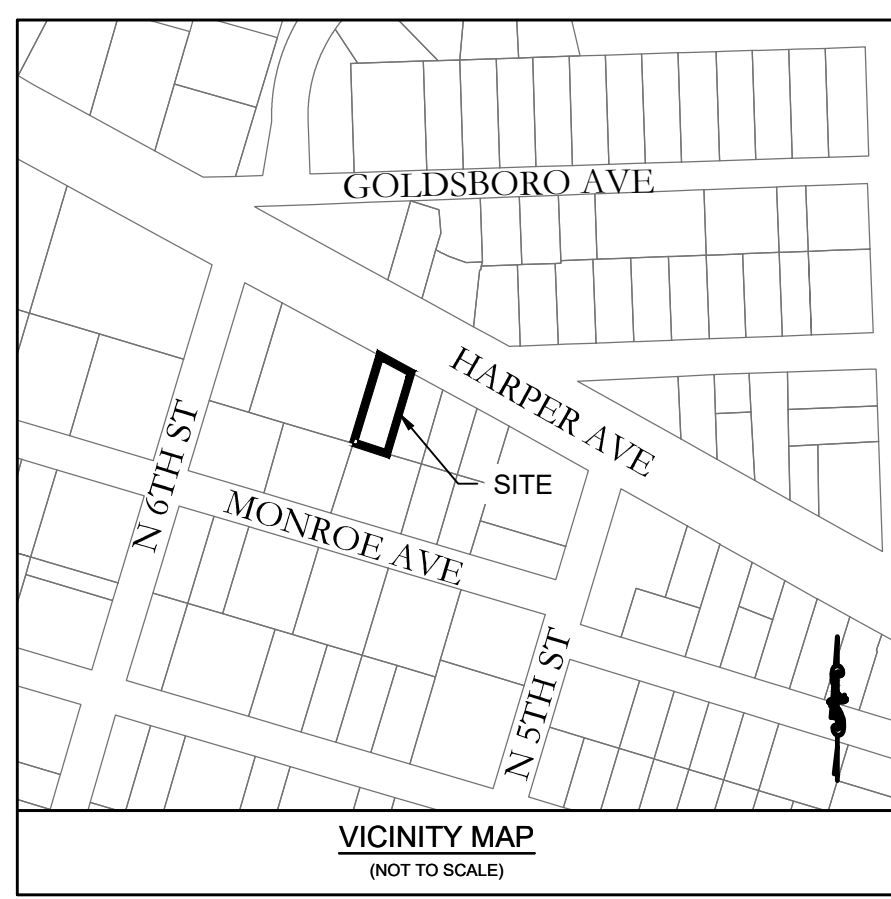 GOLDSBORO AVE
HARPER AVE
N 6TH ST
SITE
MONROE AVE
N 5TH ST
VICINITY MAP
(NOT TO SCALE)